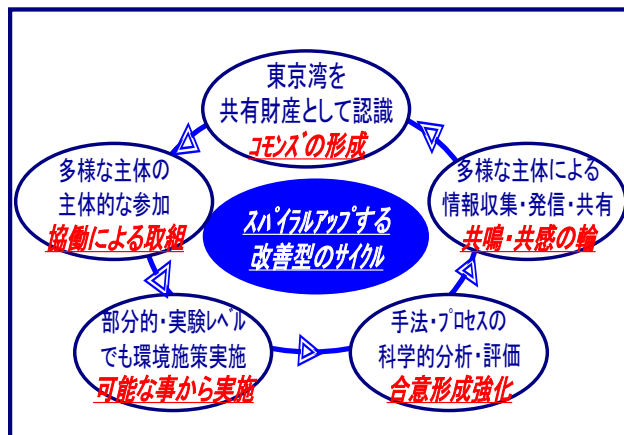 東京湾を
共有財産として認識
コモンズの形成
多様な主体の
主体的な参加
協働による取組
多様な主体による
情報収集・発信・共有
共鳴・共感の輪
スパイラルアップする
改善型のサイクル
部分的・実験レベル
でも環境施策実施
可能な事から実施
手法・プロセスの
科学的分析・評価
合意形成強化